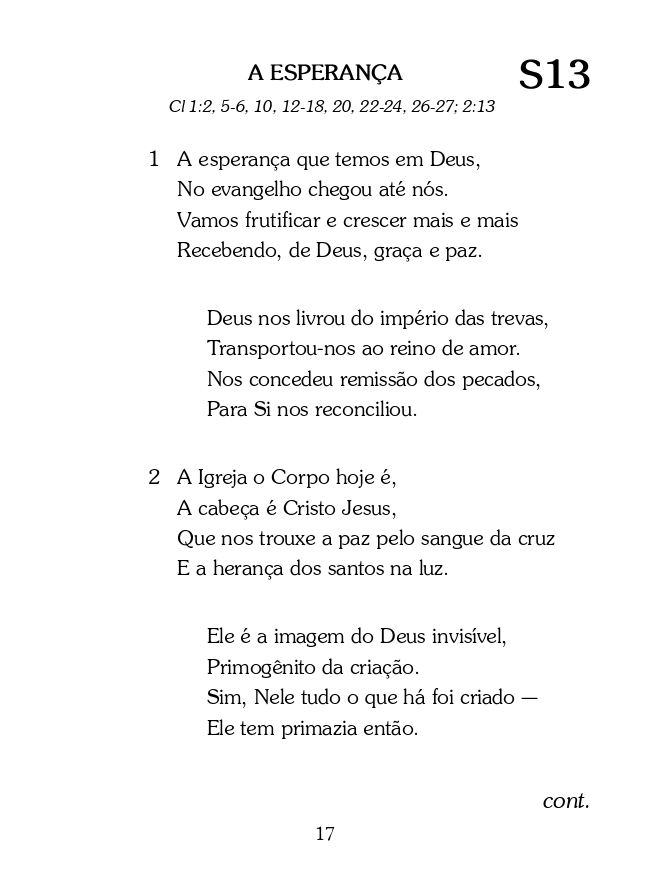 A ESPERANÇA
S13
Cl 1:2, 5-6, 10, 12-18, 20, 22-24, 26-27; 2:13
1 A esperança que temos em Deus,
No evangelho chegou até nós.
Vamos frutificar e crescer mais e mais
Recebendo, de Deus, graça e paz.
Deus nos livrou do império das trevas,
Transportou-nos ao reino de amor.
Nos concedeu remissão dos pecados,
Para Si nos reconciliou.
2 A Igreja o Corpo hoje é,
A cabeça é Cristo Jesus,
Que nos trouxe a paz pelo sangue da cruz
E a herança dos santos na luz.
Ele é a imagem do Deus invisível,
Primogênito da criação.
Sim, Nele tudo o que há foi criado —
Ele tem primazia então.
cont.
17